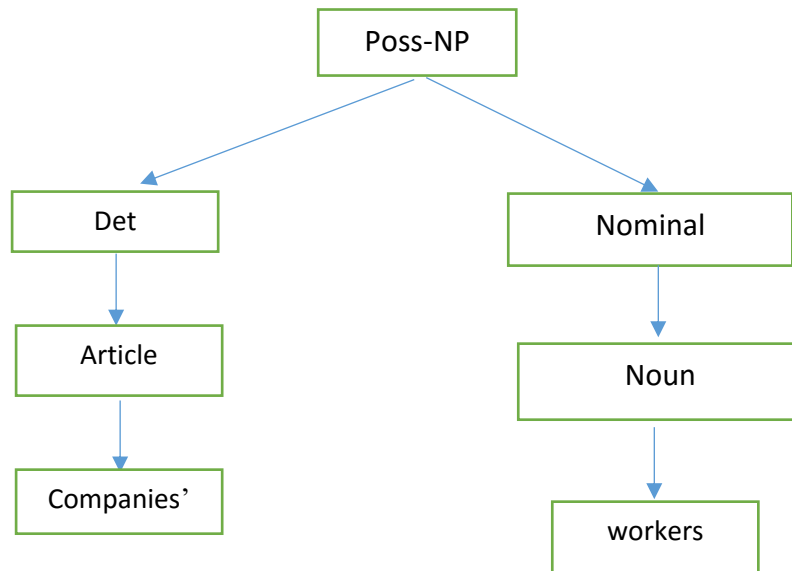 Poss-NP
Det
Nominal
Article
Noun
Companies’
workers